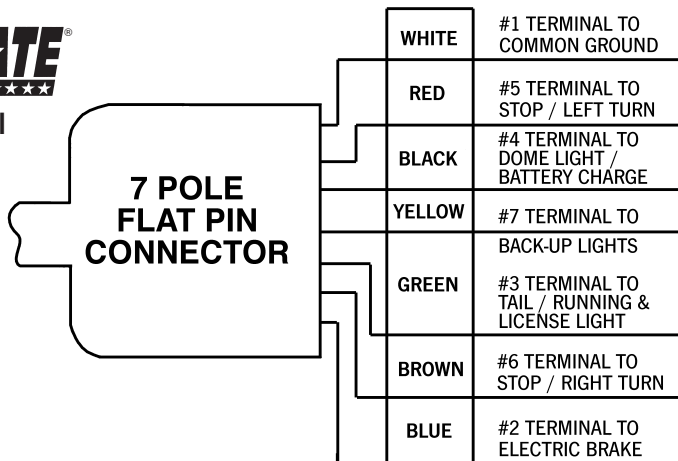 ATE®
7 POLE
FLAT PIN
CONNECTOR
WHITE
#1 TERMINAL TO
COMMON GROUND
RED
#5 TERMINAL TO
STOP / LEFT TURN
BLACK
#4 TERMINAL TO
DOME LIGHT /
BATTERY CHARGE
YELLOW
#7 TERMINAL TO
BACK-UP LIGHTS
GREEN
#3 TERMINAL TO
TAIL / RUNNING &
LICENSE LIGHT
BROWN
#6 TERMINAL TO
STOP / RIGHT TURN
BLUE
#2 TERMINAL TO
ELECTRIC BRAKE